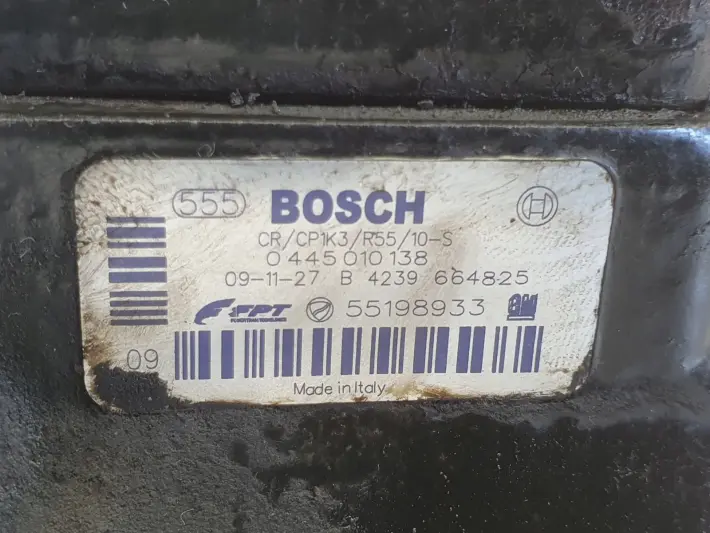 555 BOSCH
CR/CP1K3/R55/10-S
0 445 010 138
09-11-27 B 4239 664825
FPT 55198933 GM
09
Made in Italy